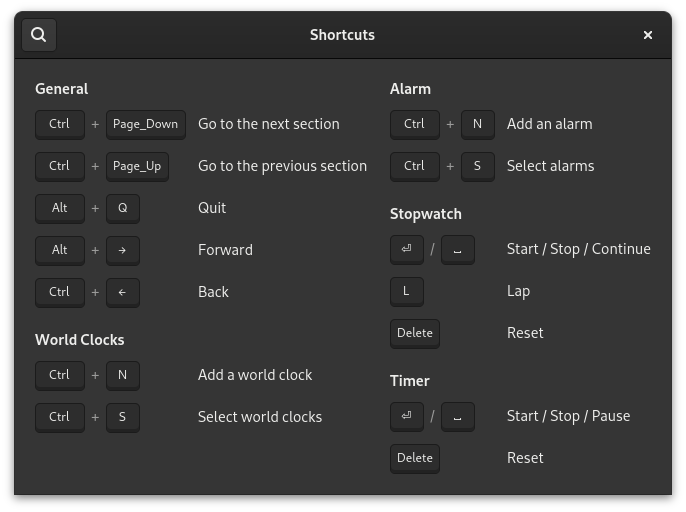 Shortcuts
General
Ctrl + Page_Down Go to the next section
Ctrl + Page_Up Go to the previous section
Alt + Q Quit
Alt + → Forward
Ctrl + ← Back
World Clocks
Ctrl + N Add a world clock
Ctrl + S Select world clocks
Alarm
Ctrl + N Add an alarm
Ctrl + S Select alarms
Stopwatch
⏎ / ␣ Start / Stop / Continue
L Lap
Delete Reset
Timer
⏎ / ␣ Start / Stop / Pause
Delete Reset